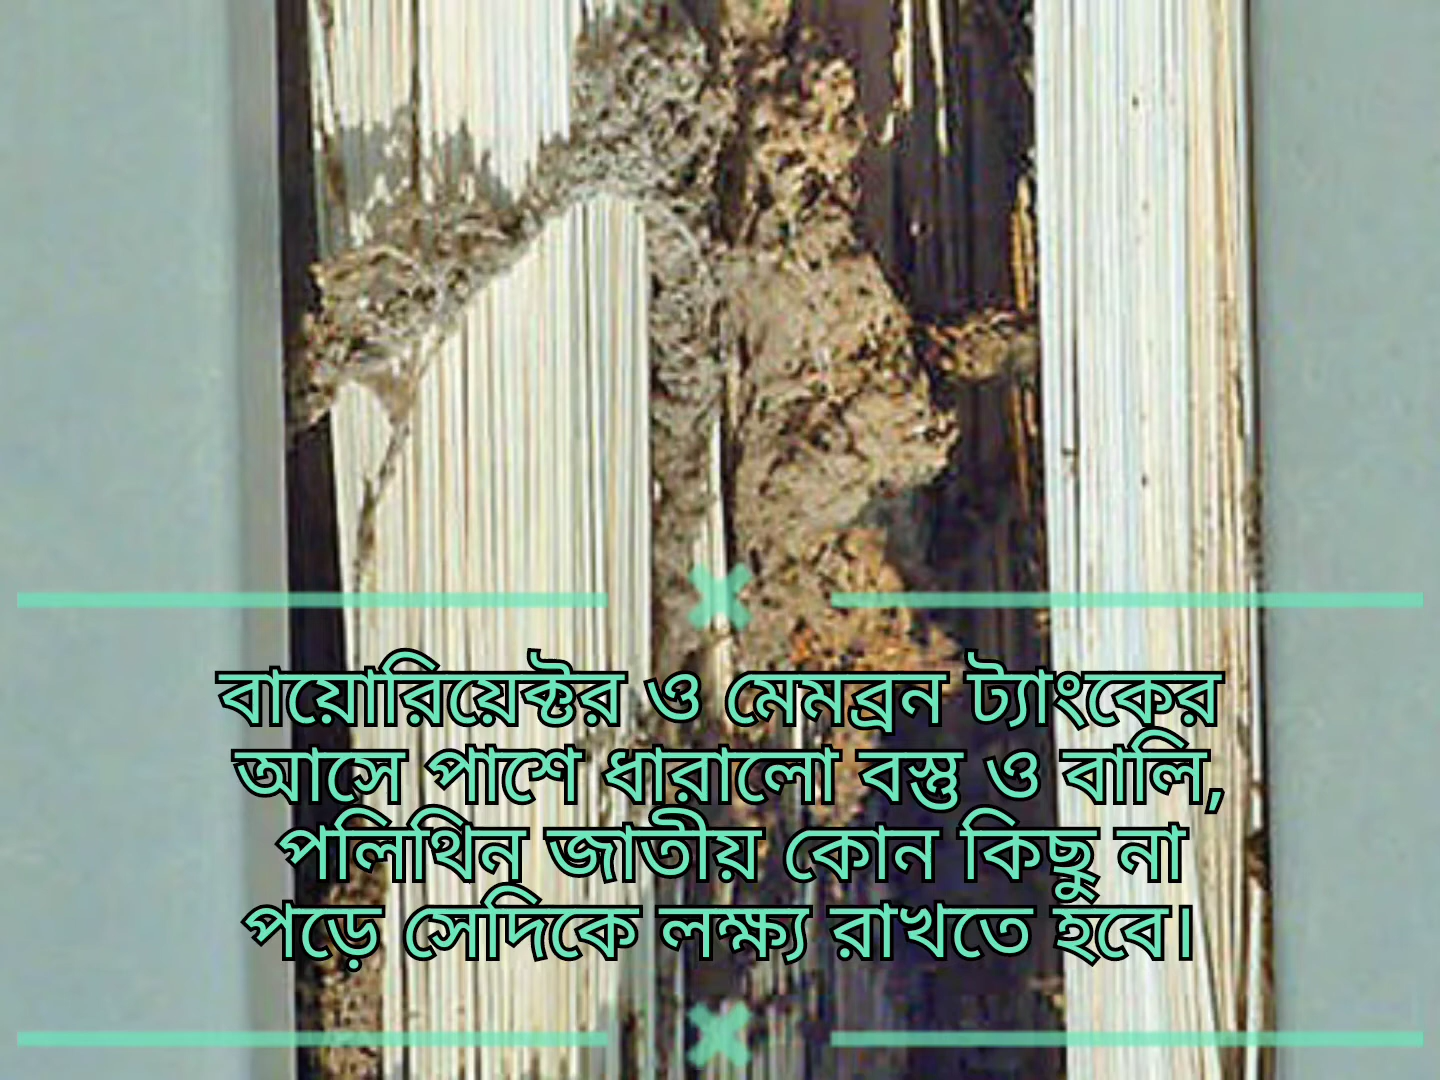 বায়োরিয়েক্টর ও মেমব্রন ট্যাংকের
আসে পাশে ধারালো বস্তু ও বালি,
পলিথিন জাতীয় কোন কিছু না
পড়ে সেদিকে লক্ষ্য রাখতে হবে।